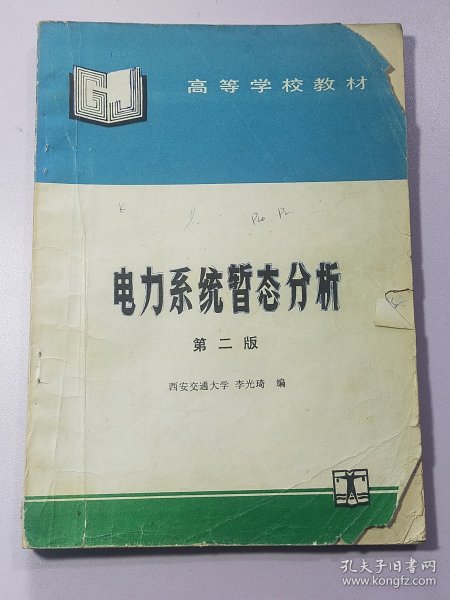 GJ
高等学校教材
电力系统暂态分析
第二版
西安交通大学 李光琦 编
孔夫子旧书网
www.kongfz.com